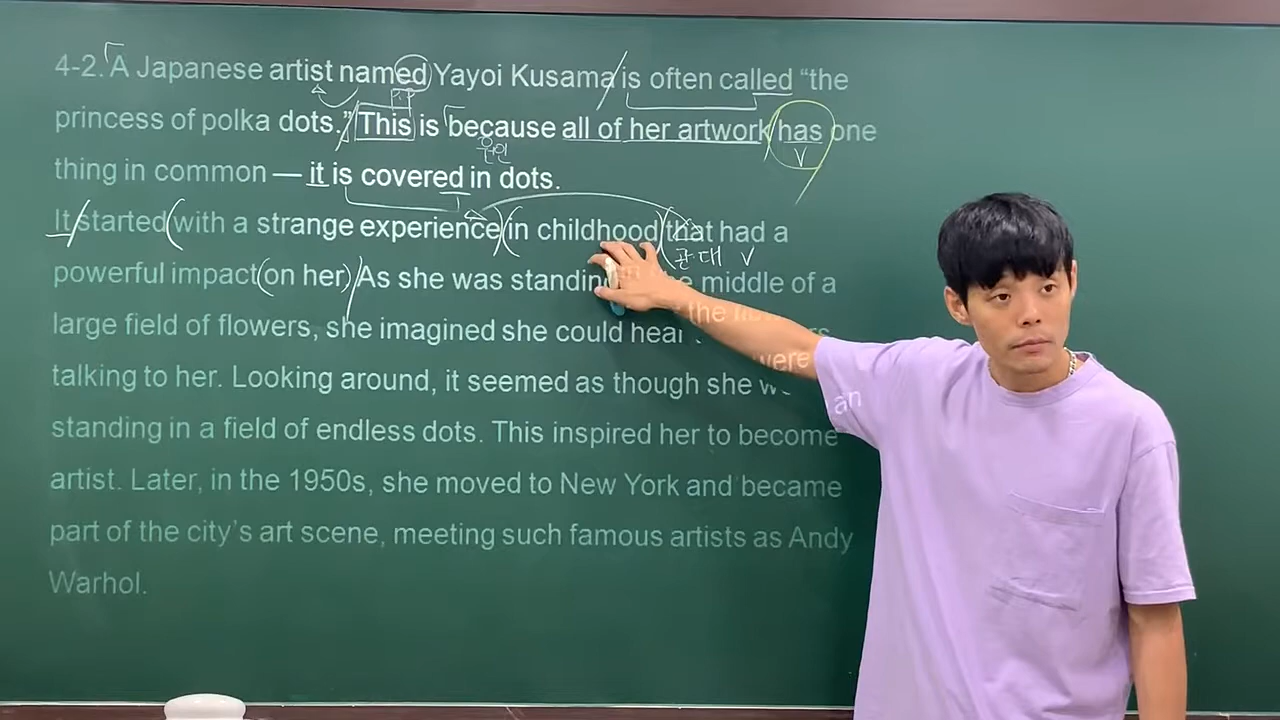 4-2. A Japanese artist named Yayoi Kusama is often called “the
princess of polka dots.” This is because all of her artwork has one
원인
thing in common — it is covered in dots.
It started with a strange experience in childhood that had a
관대 V
powerful impact on her. As she was standing in the middle of a
large field of flowers, she imagined she could hear the
talking to her. Looking around, it seemed as though she were
standing in a field of endless dots. This inspired her to become an
artist. Later, in the 1950s, she moved to New York and became
part of the city’s art scene, meeting such famous artists as Andy
Warhol.